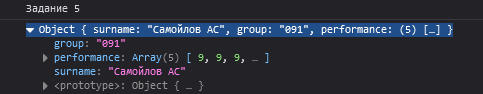 Задание 5
Object { surname: "Самойлов АС", group: "091", performance: (5) […] }
group: "091"
performance: Array(5) [ 9, 9, 9, … ]
surname: "Самойлов АС"
<prototype>: Object { … }